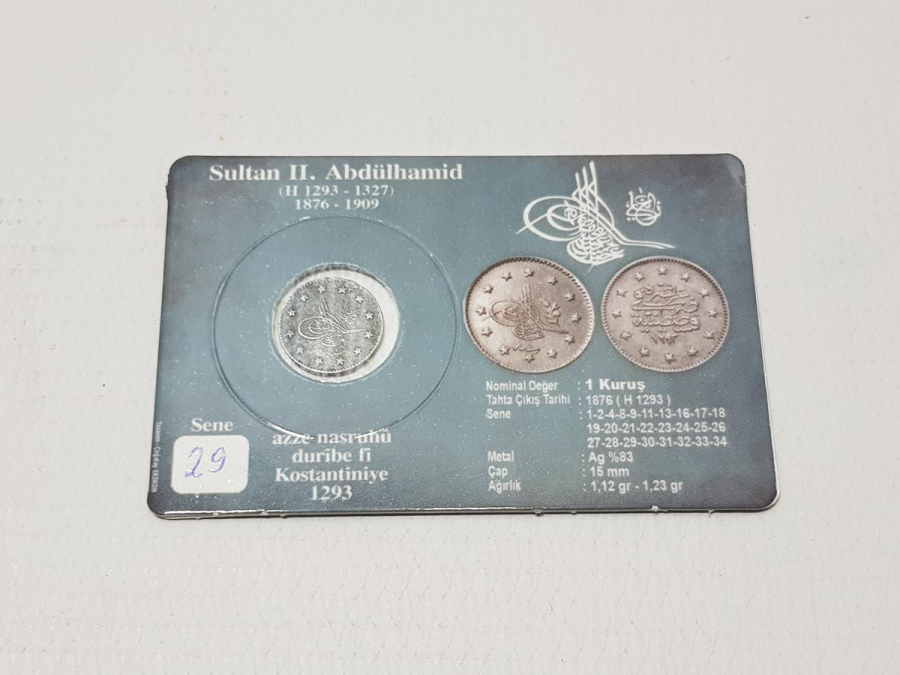 Sultan II. Abdülhamid
(H 1293 - 1327)
1876 - 1909
Nominal Değer : 1 Kuruş
Tahta Çıkış Tarihi : 1876 ( H 1293 )
Sene : 1-2-4-8-9-11-13-16-17-18
19-20-21-22-23-24-25-26
27-28-29-30-31-32-33-34
Metal : Ag %83
Çap : 15 mm
Ağırlık : 1,12 gr - 1,23 gr
Sene
29
azze nasruhû
duribe fî
Kostantiniye
1293
١٢٩٣